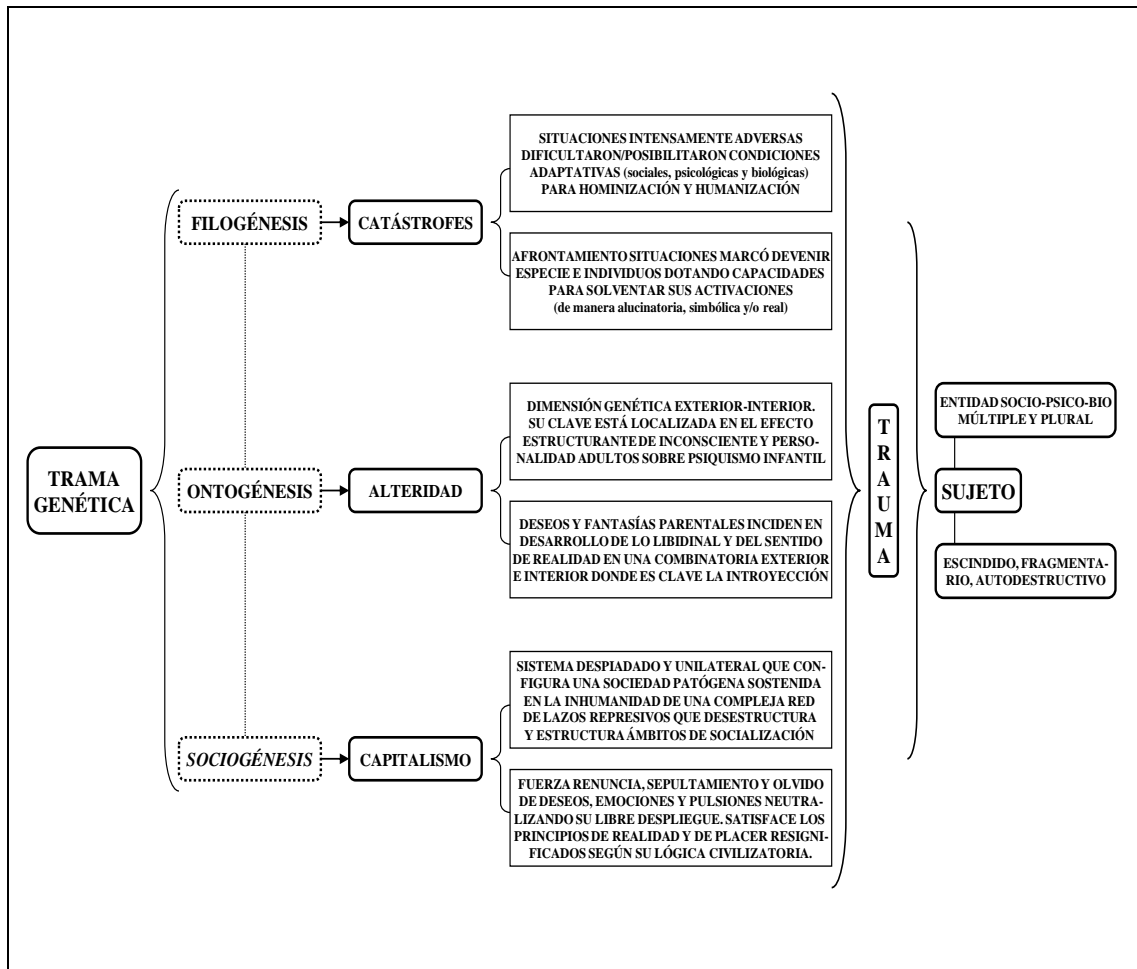 TRAMA
GENÉTICA
FILOGÉNESIS
CATÁSTROFES
SITUACIONES INTENSAMENTE ADVERSAS
DIFICULTARON/POSIBILITARON CONDICIONES
ADAPTATIVAS (sociales, psicológicas y biológicas)
PARA HOMINIZACIÓN Y HUMANIZACIÓN
AFRONTAMIENTO SITUACIONES MARCÓ DEVENIR
ESPECIE E INDIVIDUOS DOTANDO CAPACIDADES
PARA SOLVENTAR SUS ACTIVACIONES
(de manera alucinatoria, simbólica y/o real)
ONTOGÉNESIS
ALTERIDAD
DIMENSIÓN GENÉTICA EXTERIOR-INTERIOR.
SU CLAVE ESTÁ LOCALIZADA EN EL EFECTO
ESTRUCTURANTE DE INCONSCIENTE Y PERSO-
NALIDAD ADULTOS SOBRE PSIQUISMO INFANTIL
DESEOS Y FANTASÍAS PARENTALES INCIDEN EN
DESARROLLO DE LO LIBIDINAL Y DEL SENTIDO
DE REALIDAD EN UNA COMBINATORIA EXTERIOR
E INTERIOR DONDE ES CLAVE LA INTROYECCIÓN
SOCIOGÉNESIS
CAPITALISMO
SISTEMA DESPIADADO Y UNILATERAL QUE CON-
FIGURA UNA SOCIEDAD PATÓGENA SOSTENIDA
EN LA INHUMANIDAD DE UNA COMPLEJA RED
DE LAZOS REPRESIVOS QUE DESESTRUCTURA
Y ESTRUCTURA ÁMBITOS DE SOCIALIZACIÓN
FUERZA RENUNCIA, SEPULTAMIENTO Y OLVIDO
DE DESEOS, EMOCIONES Y PULSIONES NEUTRA-
LIZANDO SU LIBRE DESPLIEGUE. SATISFACE LOS
PRINCIPIOS DE REALIDAD Y DE PLACER RESIGNI-
FICADOS SEGÚN SU LÓGICA CIVILIZATORIA.
T
R
A
U
M
A
ENTIDAD SOCIO-PSICO-BIO
MÚLTIPLE Y PLURAL
SUJETO
ESCINDIDO, FRAGMENTA-
RIO, AUTODESTRUCTIVO